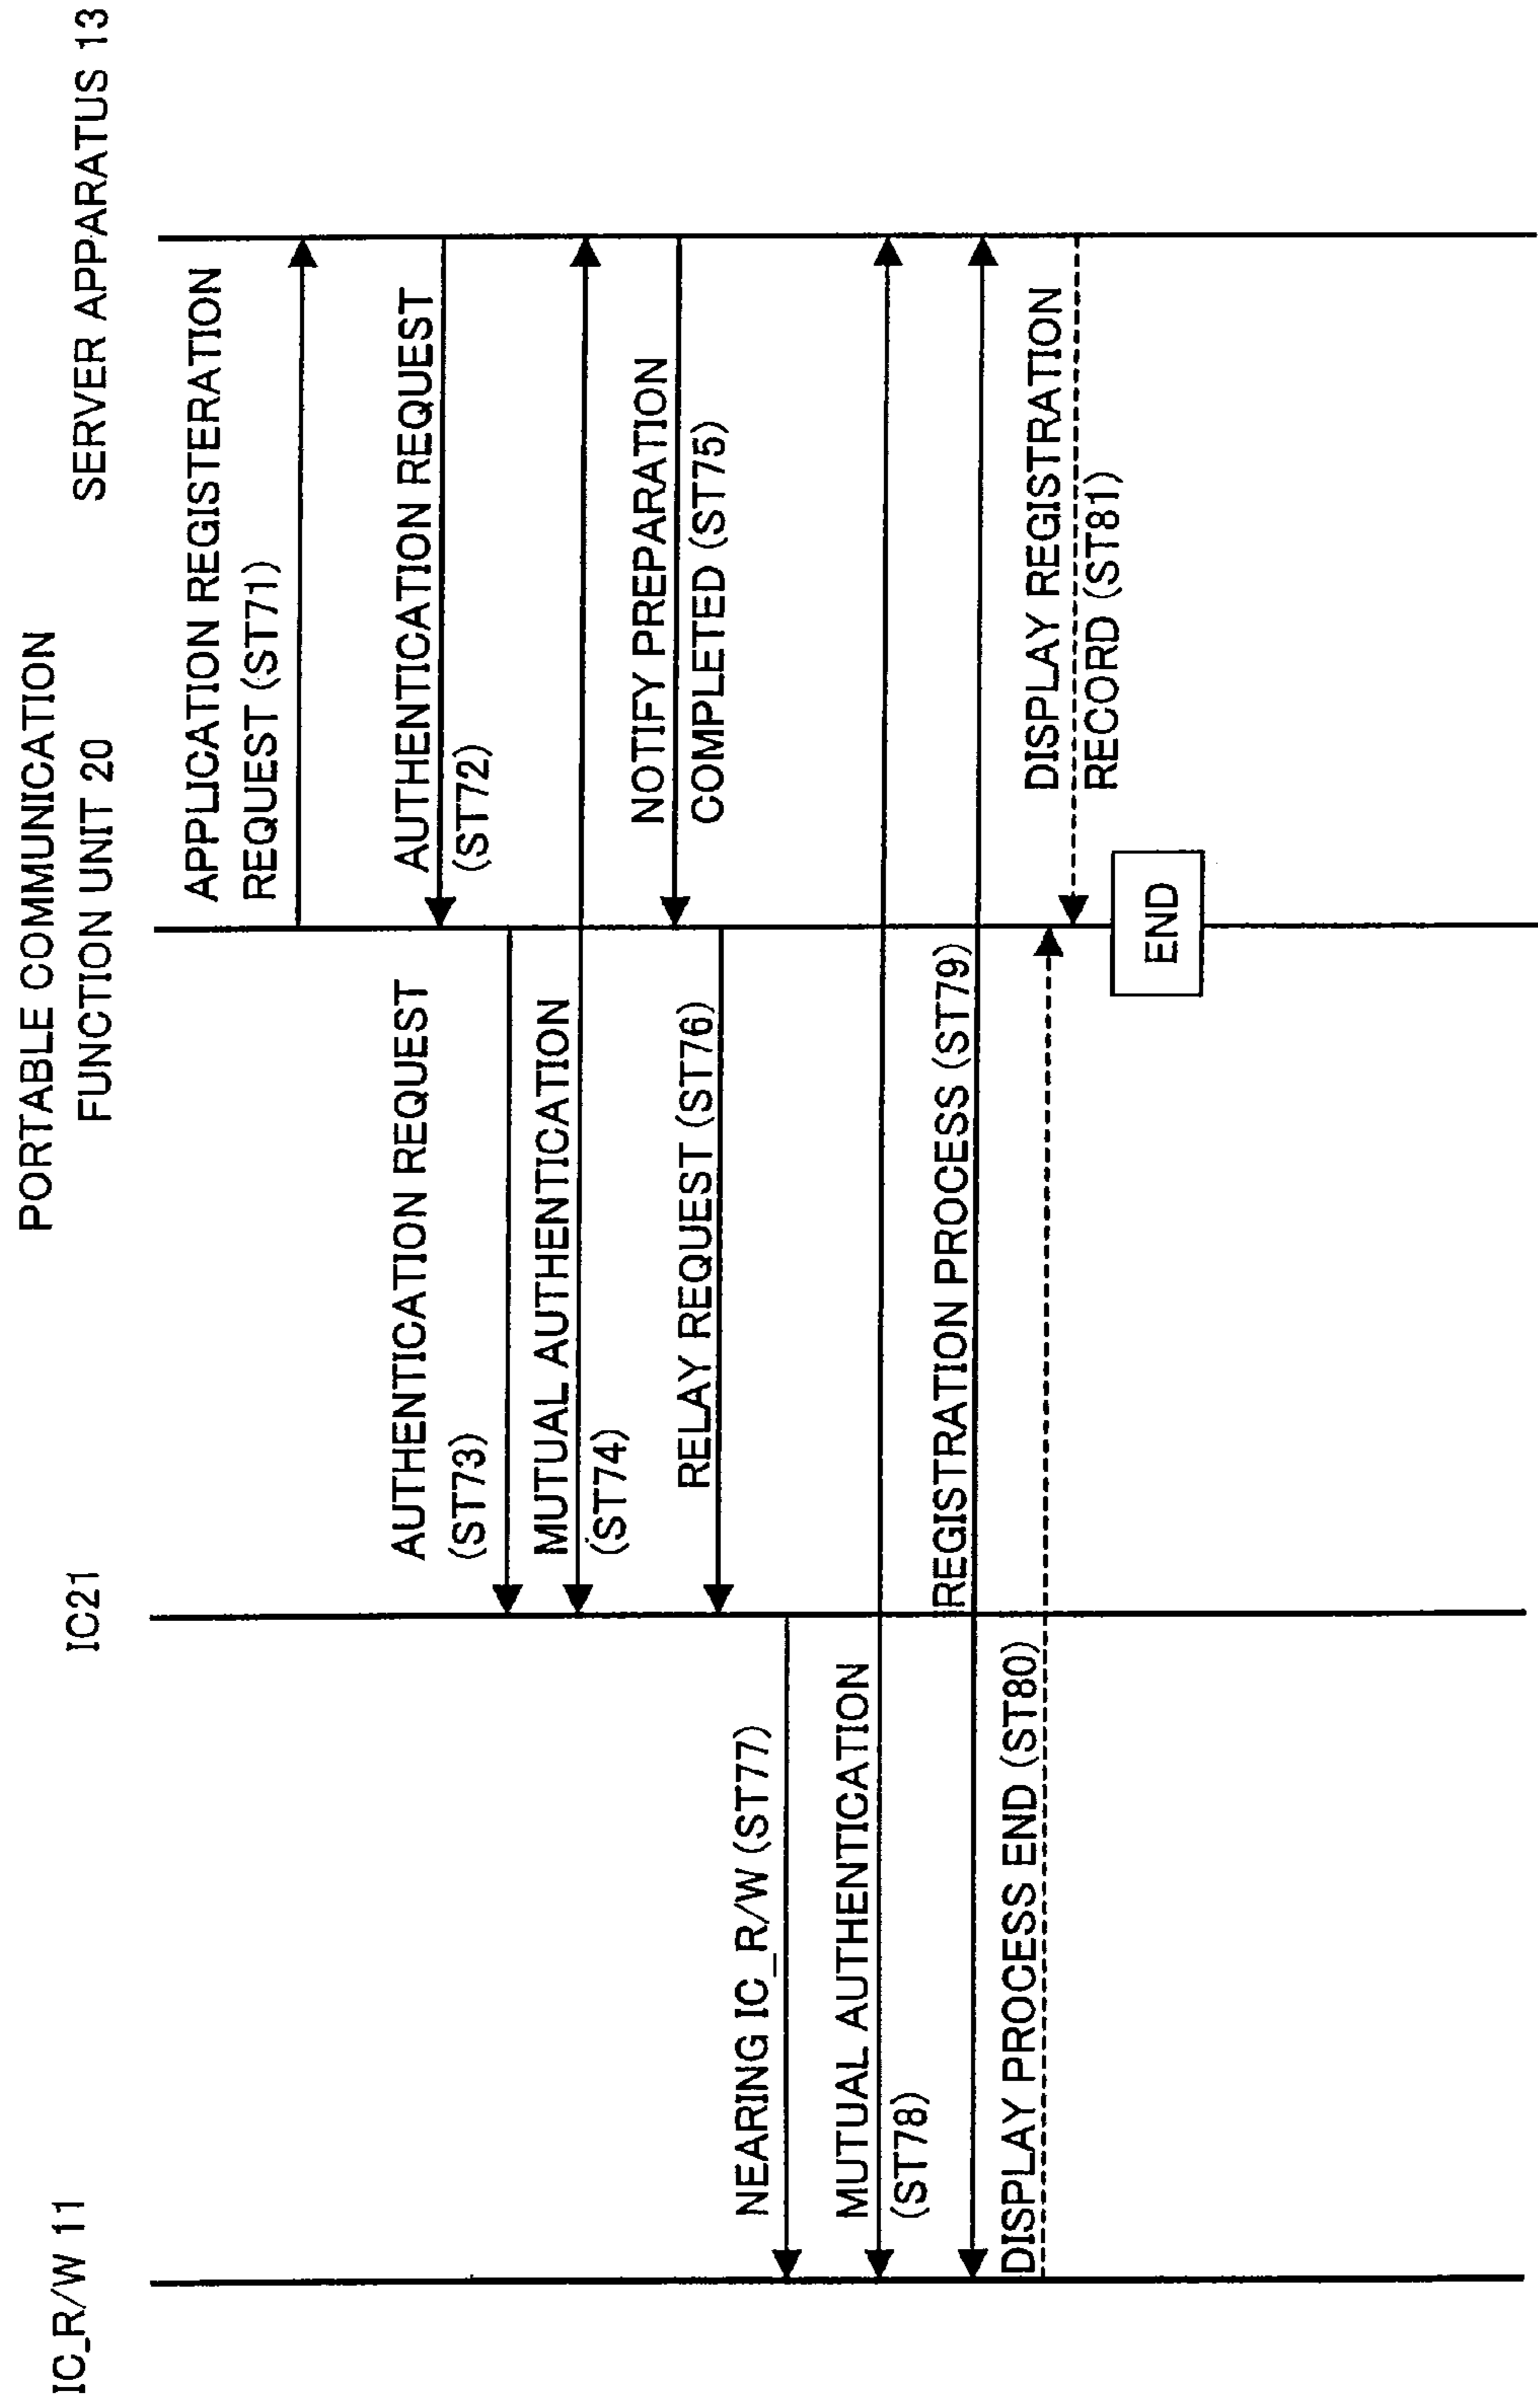 IC_R/W 11
IC21
PORTABLE COMMUNICATION
FUNCTION UNIT 20
SERVER APPARATUS 13
APPLICATION REGISTERATION
REQUEST (ST71)
AUTHENTICATION REQUEST
(ST72)
AUTHENTICATION REQUEST
(ST73)
MUTUAL AUTHENTICATION
(ST74)
NOTIFY PREPARATION
COMPLETED (ST75)
RELAY REQUEST (ST76)
NEARING IC_R/W (ST77)
MUTUAL AUTHENTICATION
(ST78)
REGISTRATION PROCESS (ST79)
DISPLAY PROCESS END (ST80)
DISPLAY REGISTRATION
RECORD (ST81)
END